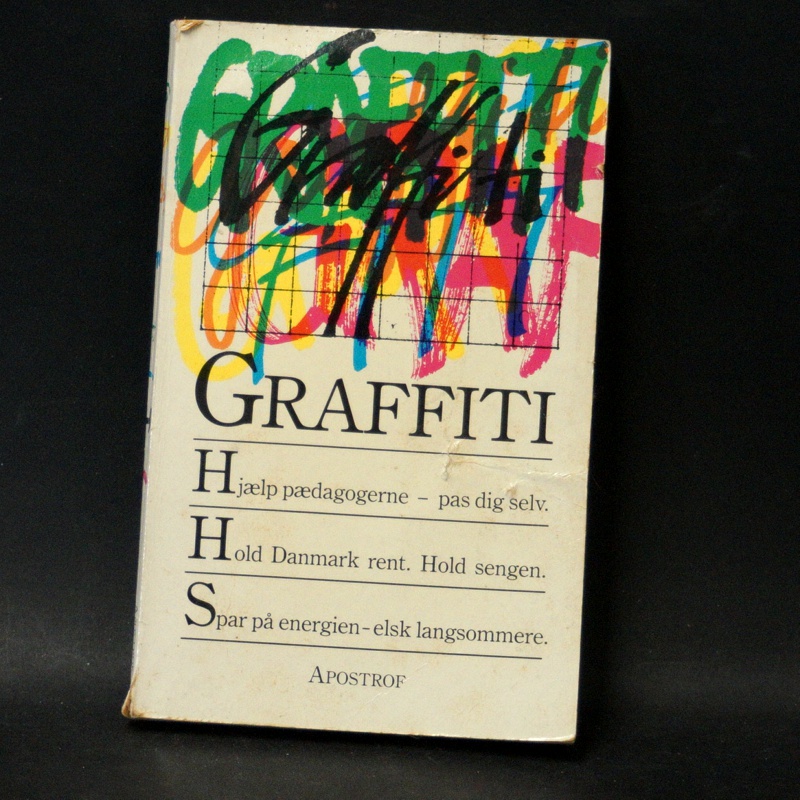 Graffiti
GRAFFITI
Hjælp pædagogerne – pas dig selv.
Hold Danmark rent. Hold sengen.
Spar på energien – elsk langsommere.
APOSTROF